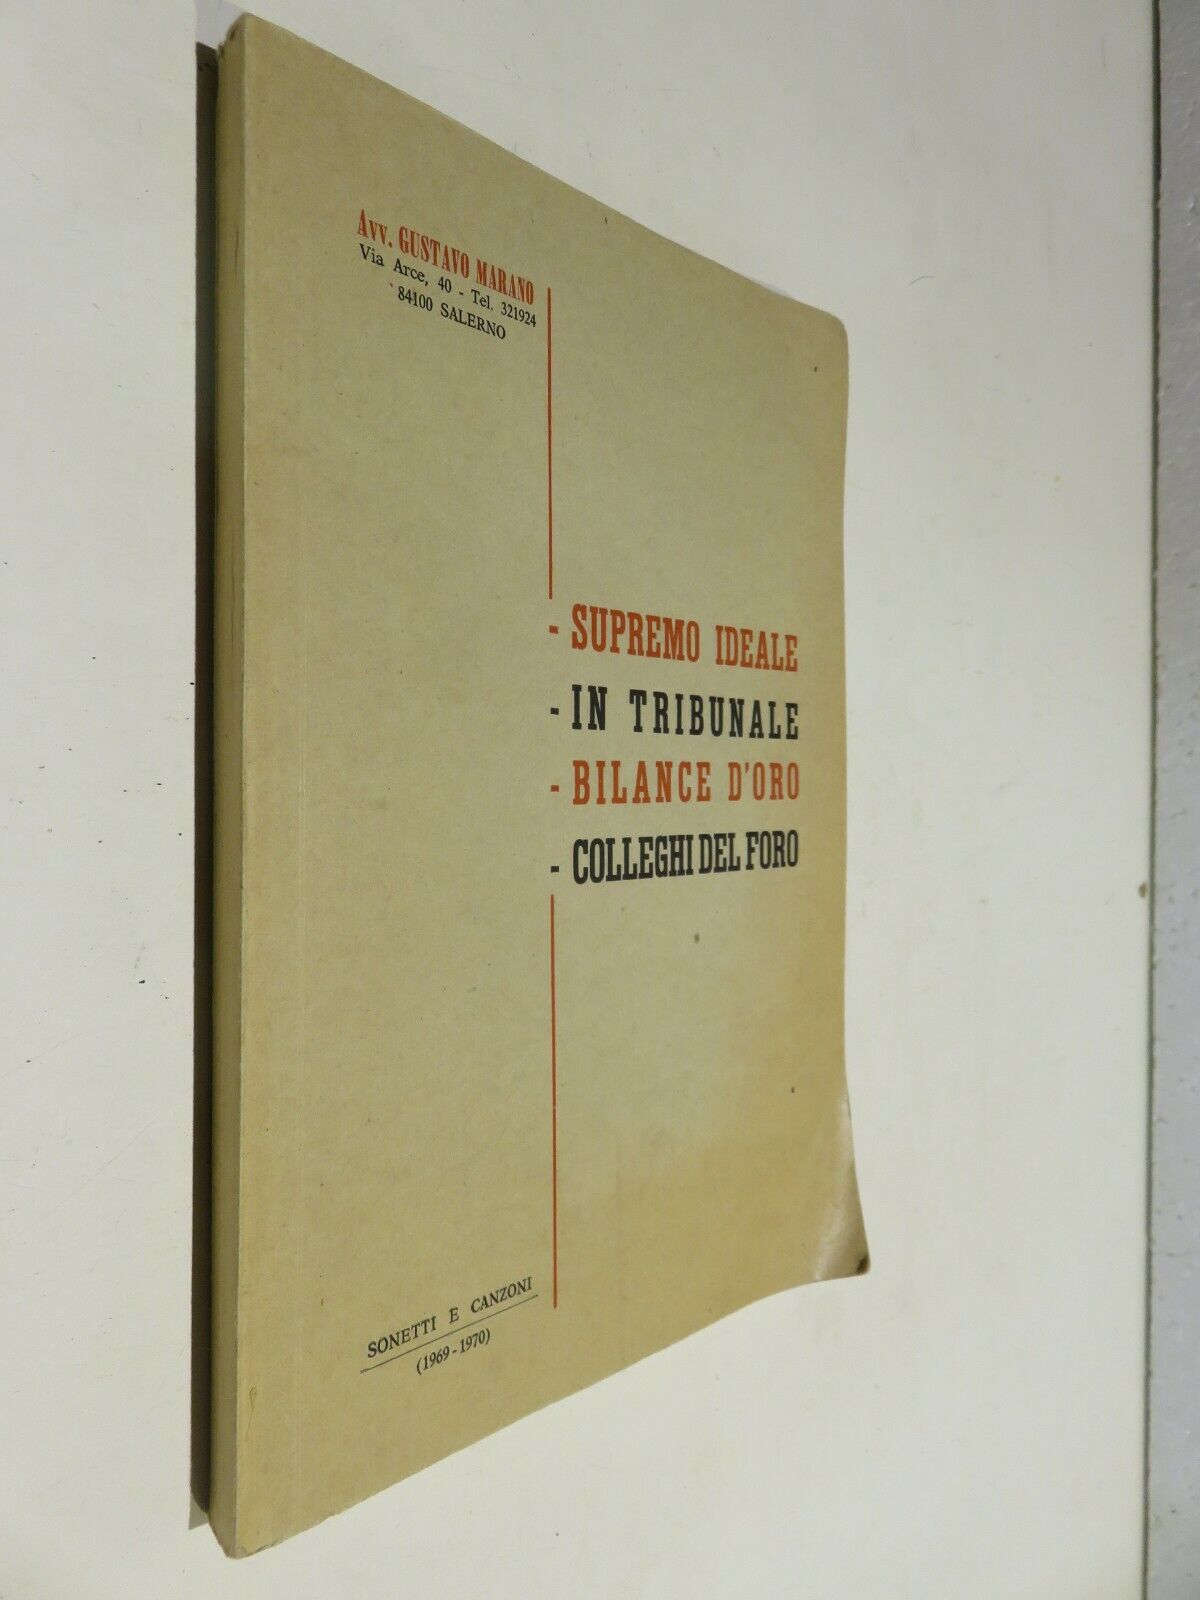 Avv. GUSTAVO MARANO
Via Arce, 40 - Tel. 321924
84100 SALERNO
- SUPREMO IDEALE
- IN TRIBUNALE
- BILANCE D'ORO
- COLLEGHI DEL FORO
SONETTI E CANZONI
(1969-1970)